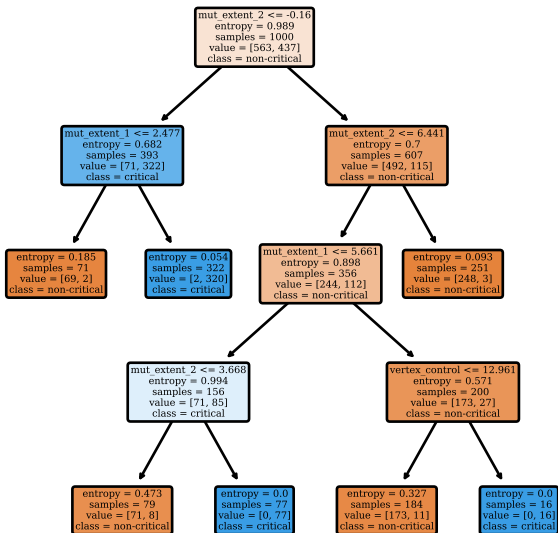 mut_extent_2 <= -0.16
entropy = 0.989
samples = 1000
value = [563, 437]
class = non-critical
mut_extent_1 <= 2.477
entropy = 0.682
samples = 393
value = [71, 322]
class = critical
mut_extent_2 <= 6.441
entropy = 0.7
samples = 607
value = [492, 115]
class = non-critical
entropy = 0.185
samples = 71
value = [69, 2]
class = non-critical
entropy = 0.054
samples = 322
value = [2, 320]
class = critical
mut_extent_1 <= 5.661
entropy = 0.898
samples = 356
value = [244, 112]
class = non-critical
entropy = 0.093
samples = 251
value = [248, 3]
class = non-critical
mut_extent_2 <= 3.668
entropy = 0.994
samples = 156
value = [71, 85]
class = critical
vertex_control <= 12.961
entropy = 0.571
samples = 200
value = [173, 27]
class = non-critical
entropy = 0.473
samples = 79
value = [71, 8]
class = non-critical
entropy = 0.0
samples = 77
value = [0, 77]
class = critical
entropy = 0.327
samples = 184
value = [173, 11]
class = non-critical
entropy = 0.0
samples = 16
value = [0, 16]
class = critical